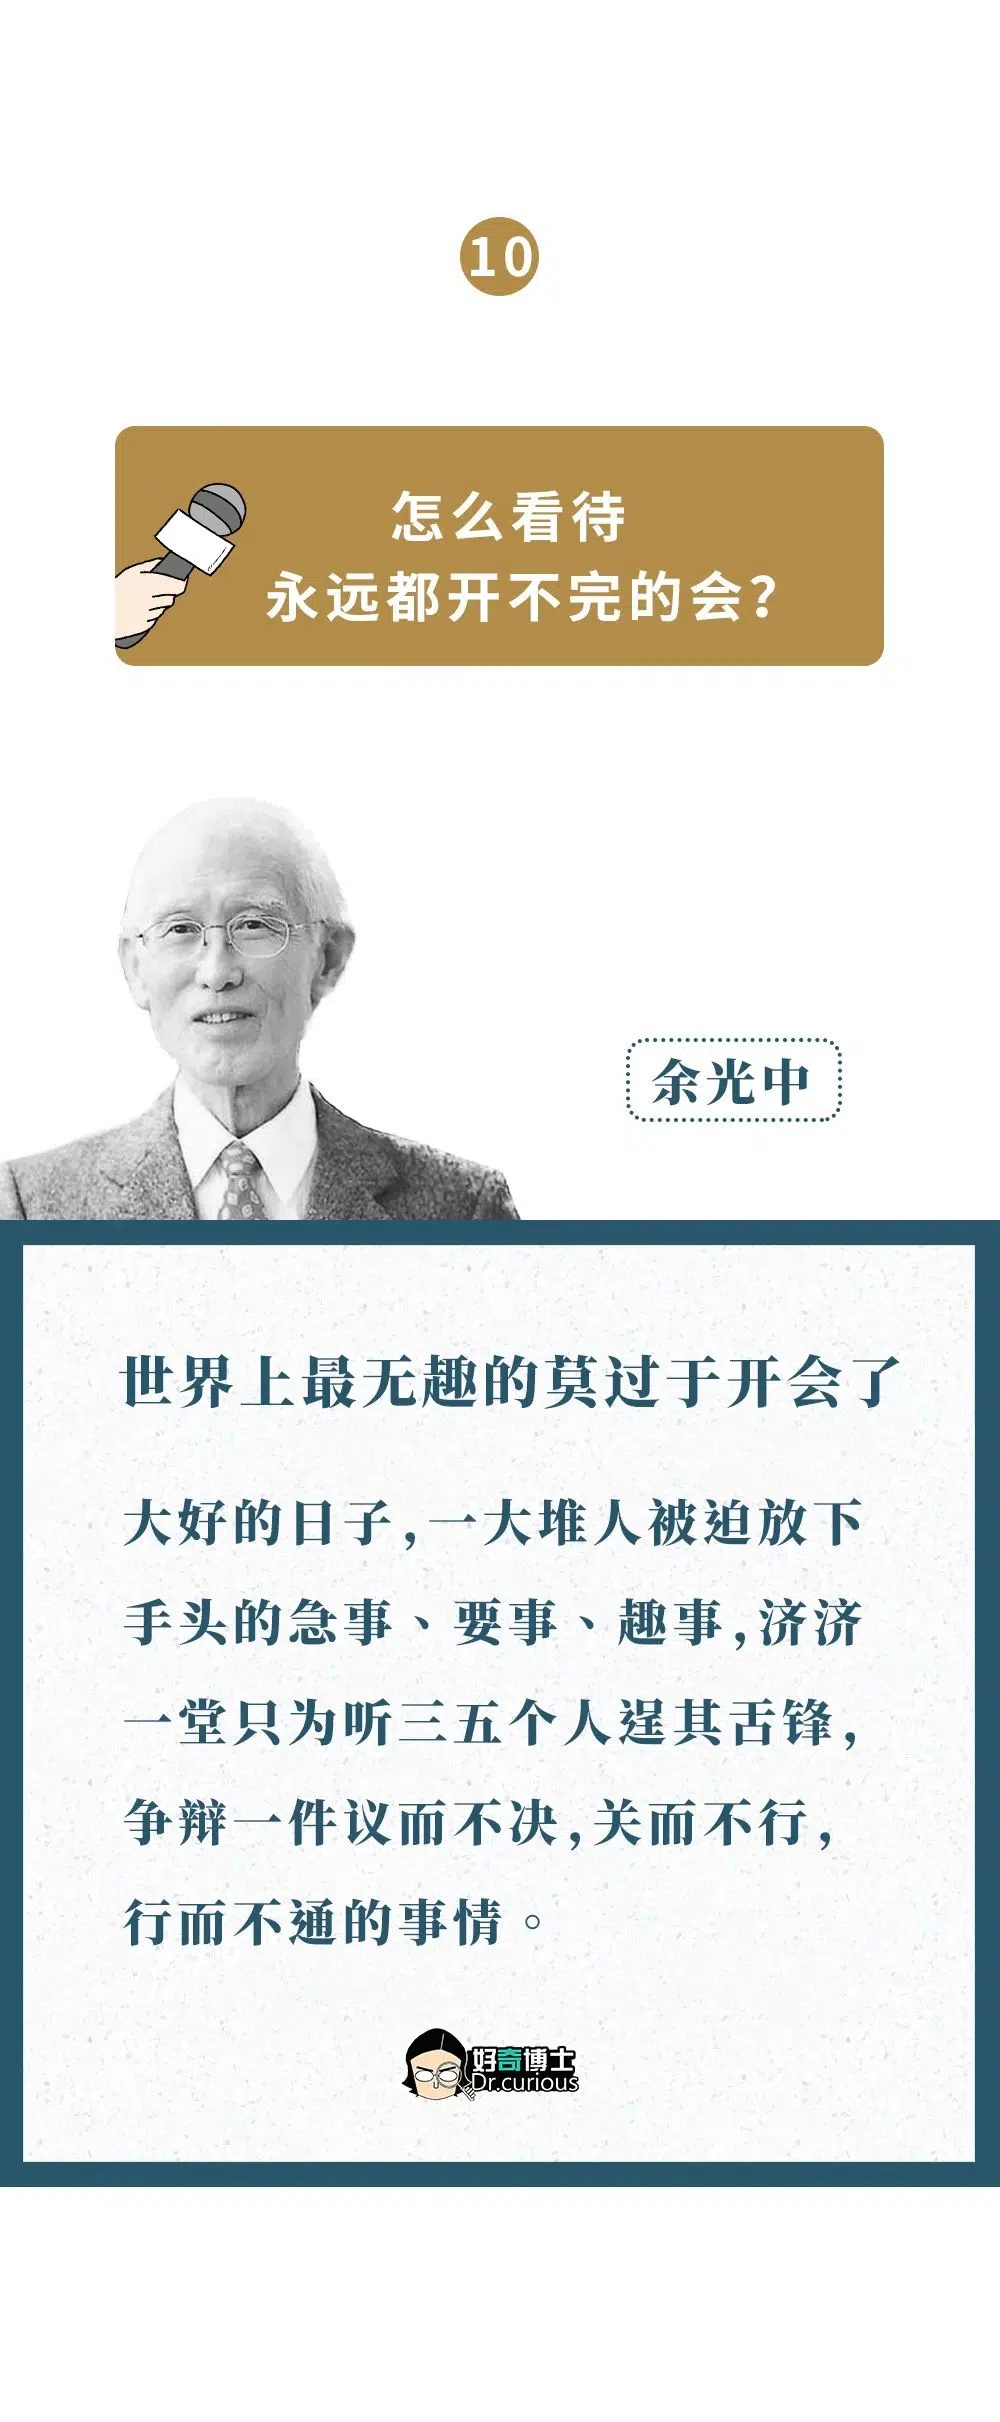 10
怎么看待
永远都开不完的会?
余光中
世界上最无趣的莫过于开会了
大好的日子,一大堆人被迫放下
手头的急事、要事、趣事,济济
一堂只为听三五个人逞其舌锋,
争辩一件议而不决,关而不行,
行而不通的事情。
好奇博士
Dr.curious